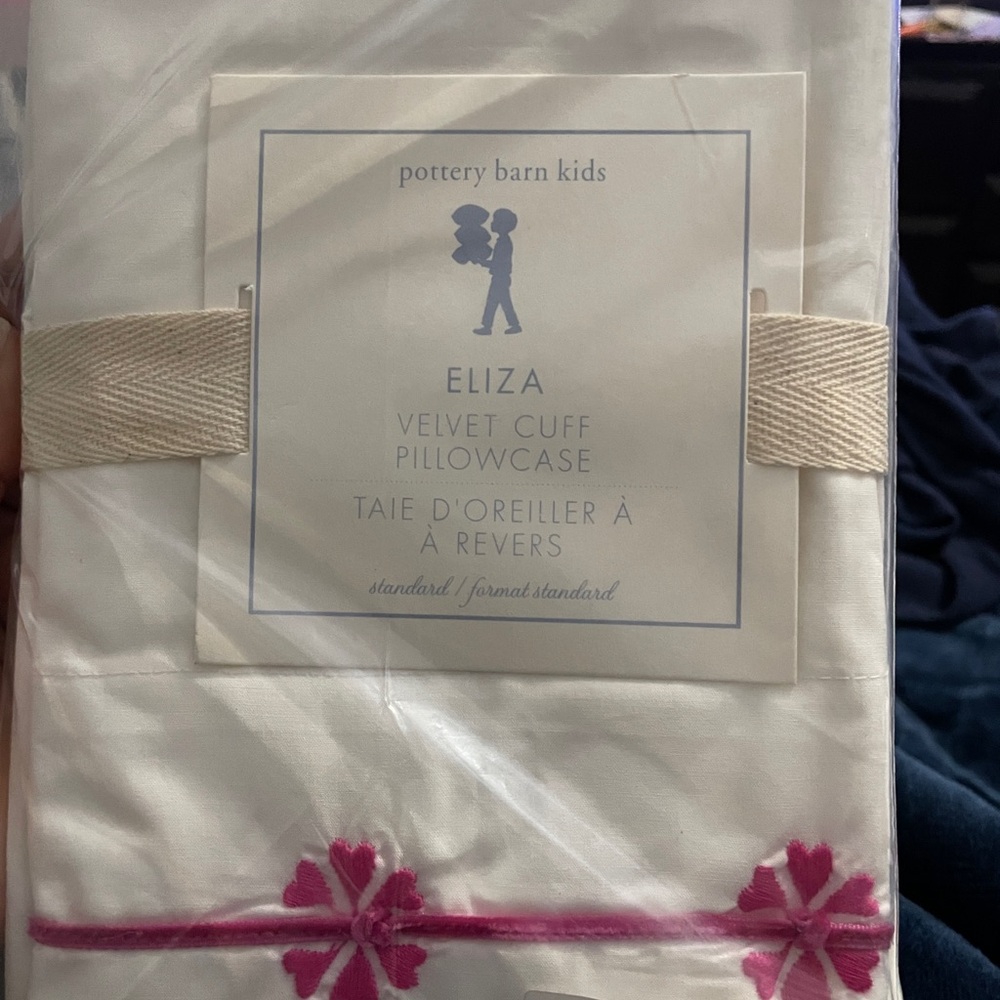 pottery barn kids
ELIZA
VELVET CUFF
PILLOWCASE
TAIE D'OREILLER À
À REVERS
standard / format standard